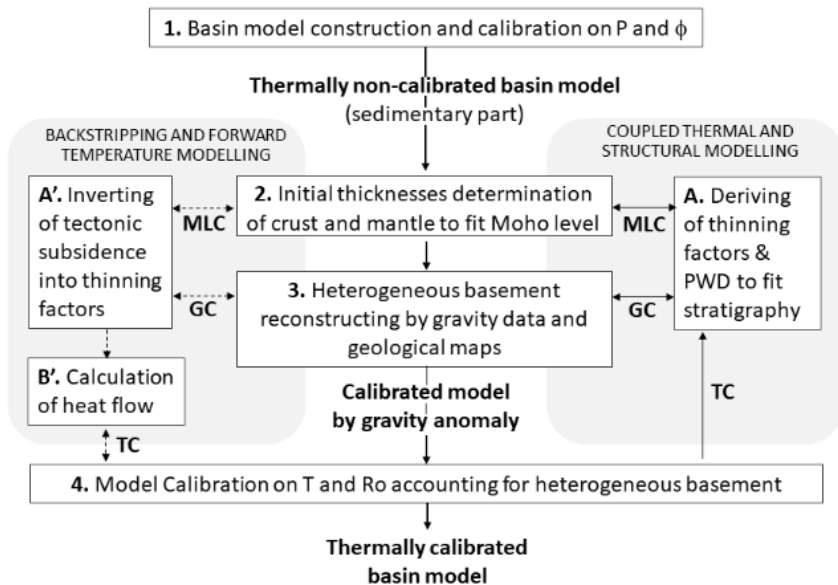 1. Basin model construction and calibration on P and ϕ
Thermally non-calibrated basin model
(sedimentary part)
BACKSTRIPPING AND FORWARD
TEMPERATURE MODELLING
COUPLED THERMAL AND
STRUCTURAL MODELLING
A'. Inverting
of tectonic
subsidence
into thinning
factors
MLC
GC
2. Initial thicknesses determination
of crust and mantle to fit Moho level
MLC
GC
A. Deriving
of thinning
factors &
PWD to fit
stratigraphy
3. Heterogeneous basement
reconstructing by gravity data and
geological maps
B'. Calculation
of heat flow
TC
Calibrated model
by gravity anomaly
TC
4. Model Calibration on T and Ro accounting for heterogeneous basement
Thermally calibrated
basin model